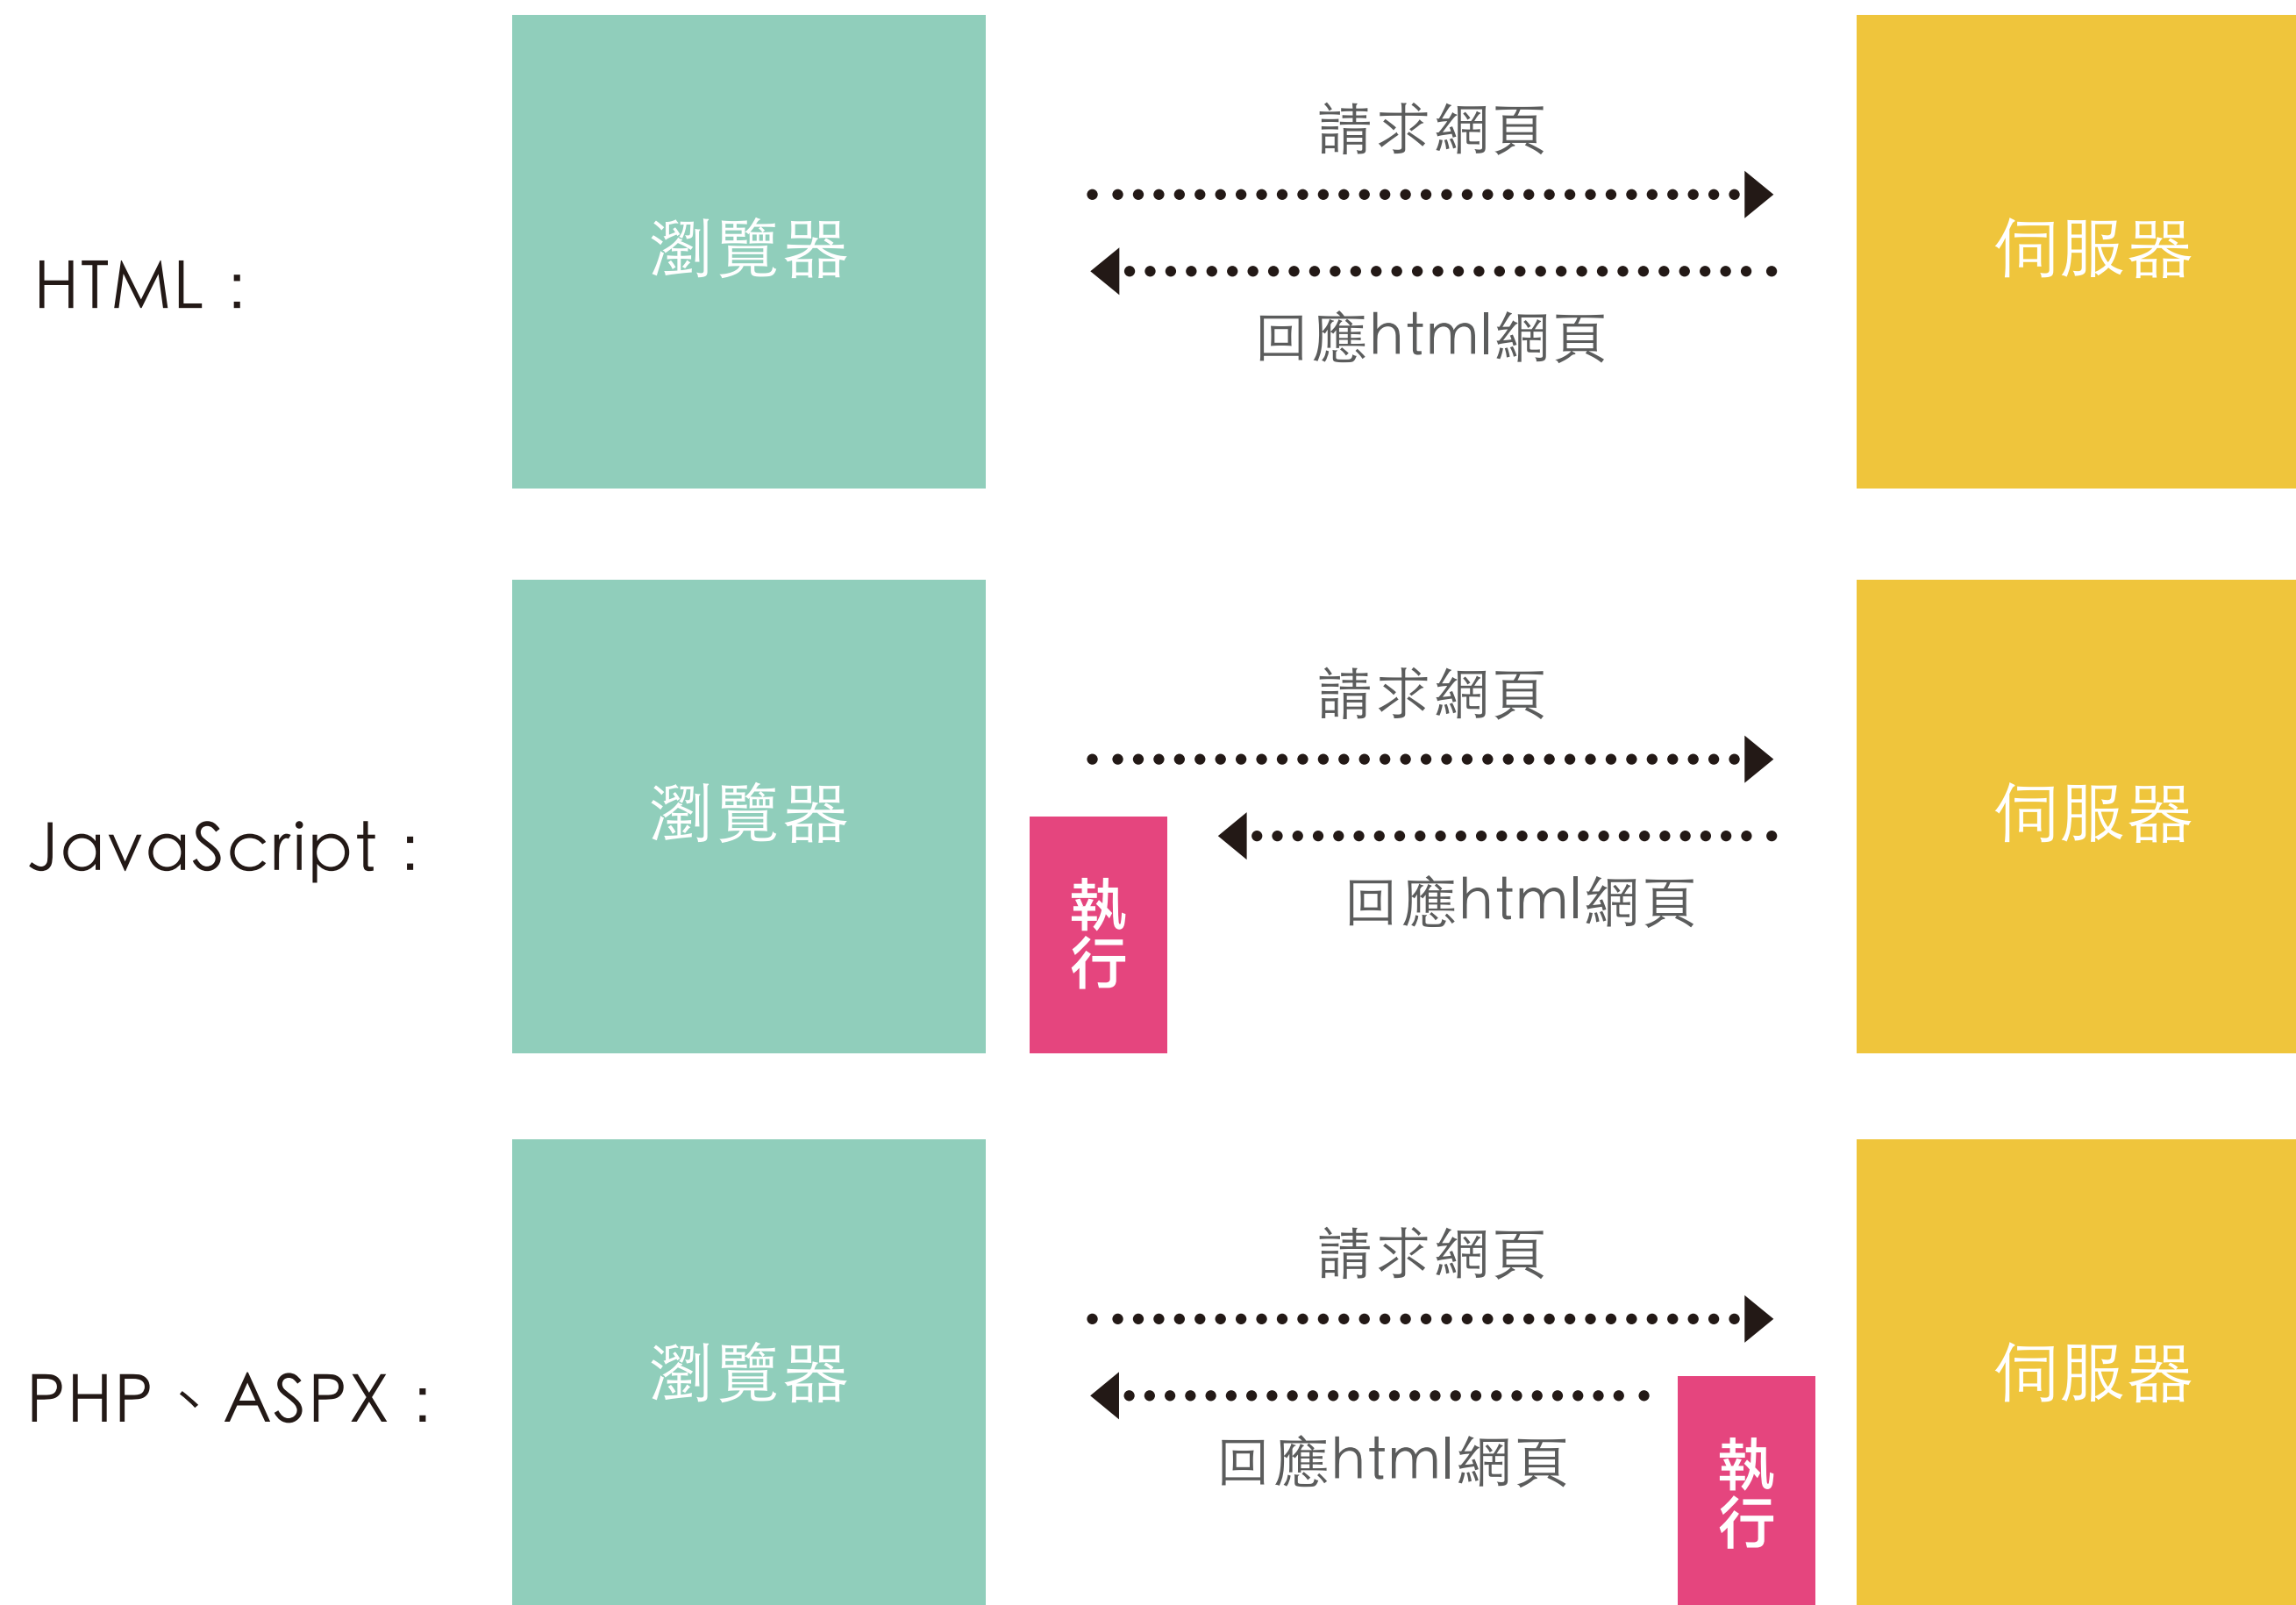 HTML：
瀏覽器
請求網頁
回應html網頁
伺服器
JavaScript：
瀏覽器
請求網頁
執行
回應html網頁
伺服器
PHP、ASPX：
瀏覽器
請求網頁
回應html網頁
執行
伺服器